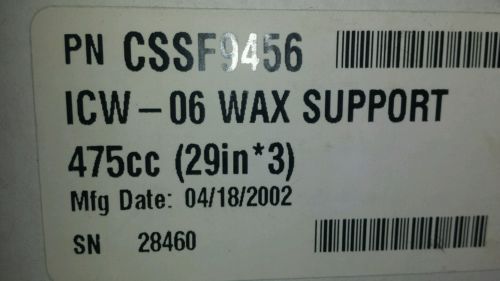 PN CSSF9456
ICW – 06 WAX SUPPORT
475cc (29in*3)
Mfg Date: 04/18/2002
SN 28460